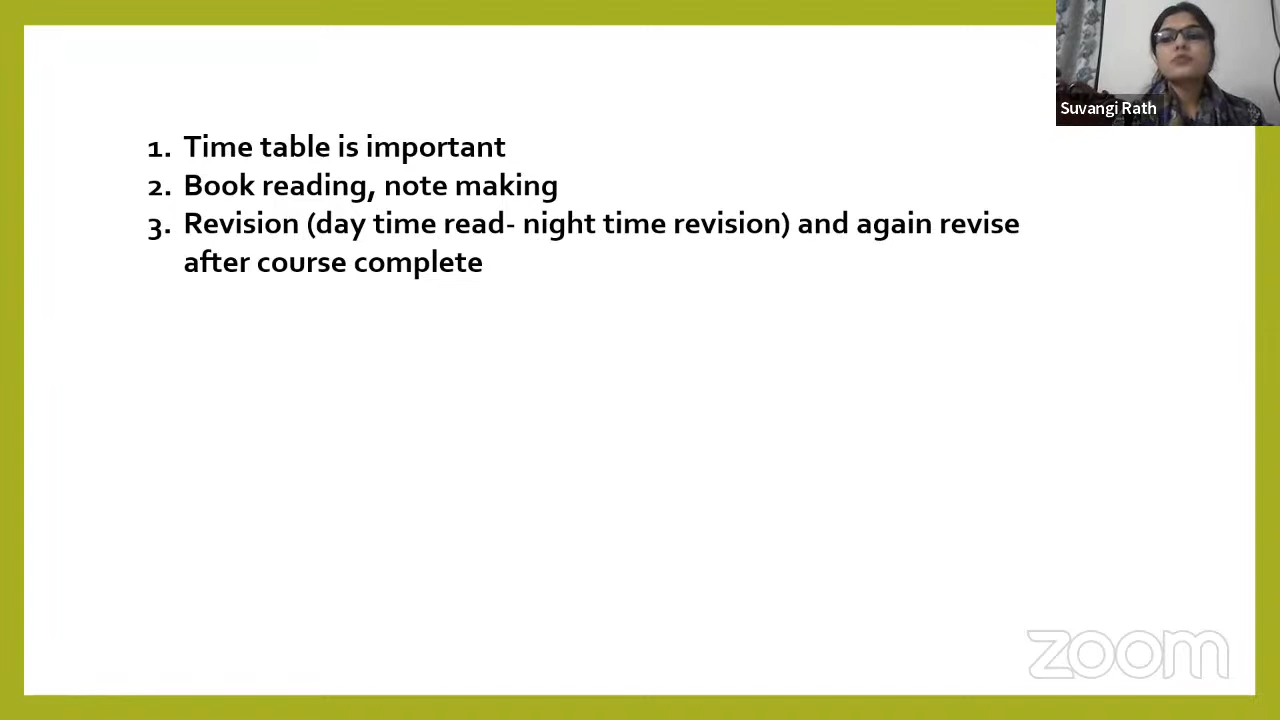 Suvangi Rath
1. Time table is important
2. Book reading, note making
3. Revision (day time read- night time revision) and again revise
after course complete
zoom